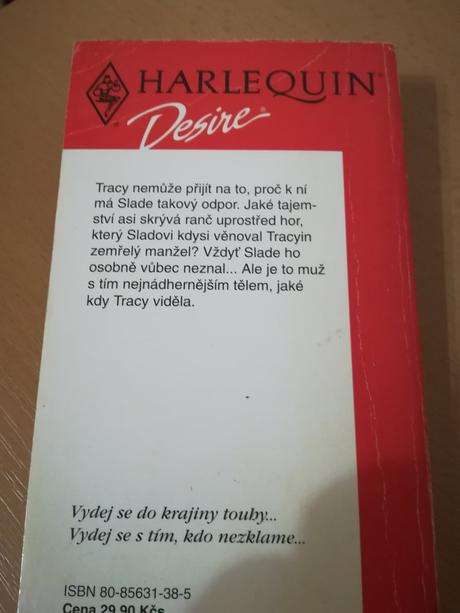 HARLEQUIN®
Desire®
Tracy nemůže přijít na to, proč k ní
má Slade takový odpor. Jaké tajem-
ství asi skrývá ranč uprostřed hor,
který Sladovi kdysi věnoval Tracyin
zemřelý manžel? Vždyť Slade ho
osobně vůbec neznal... Ale je to muž
s tím nejnádhernějším tělem, jaké
kdy Tracy viděla.
Vydej se do krajiny touhy...
Vydej se s tím, kdo nezklame...
ISBN 80-85631-38-5
Cena 29,90 Kčs